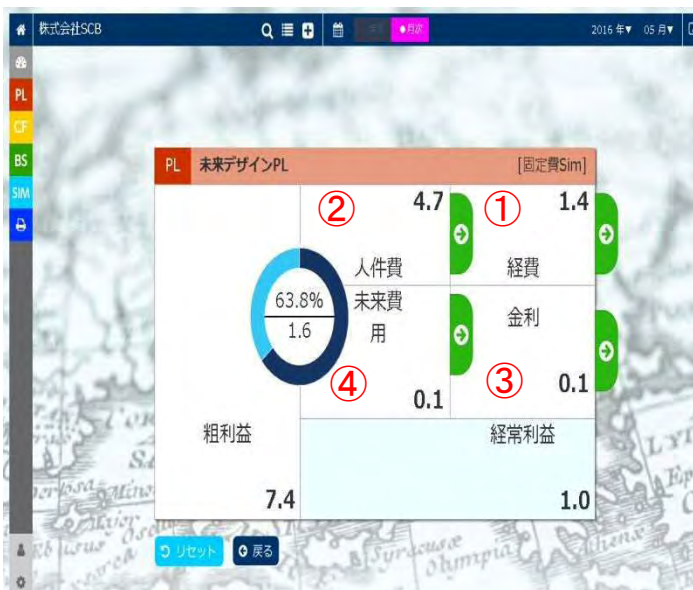 株式会社SCB
●月次
2016 年▼ 05 月▼
PL
CF
BS
SIM
PL 未来デザインPL [固定費Sim]
② 4.7 ① 1.4
人件費 経費
63.8%
1.6
未来費
用
金利
④ 0.1 ③ 0.1
粗利益 経常利益
7.4 1.0
リセット 戻る